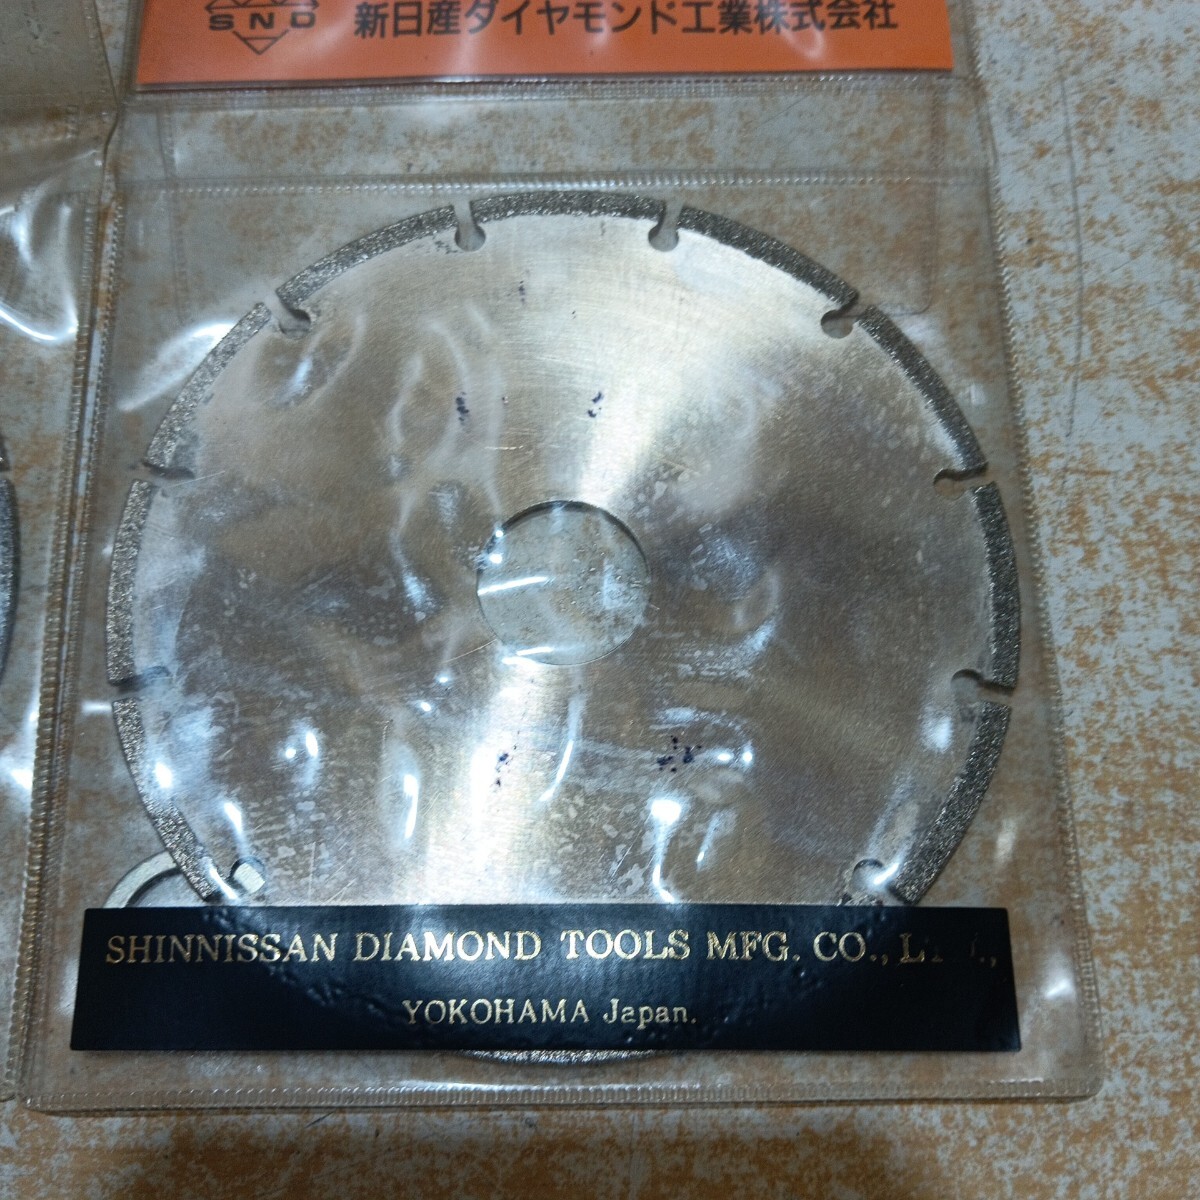 SND
新日産ダイヤモンド工業株式会社
SHINNISSAN DIAMOND TOOLS MFG. CO.,
YOKOHAMA Japan.